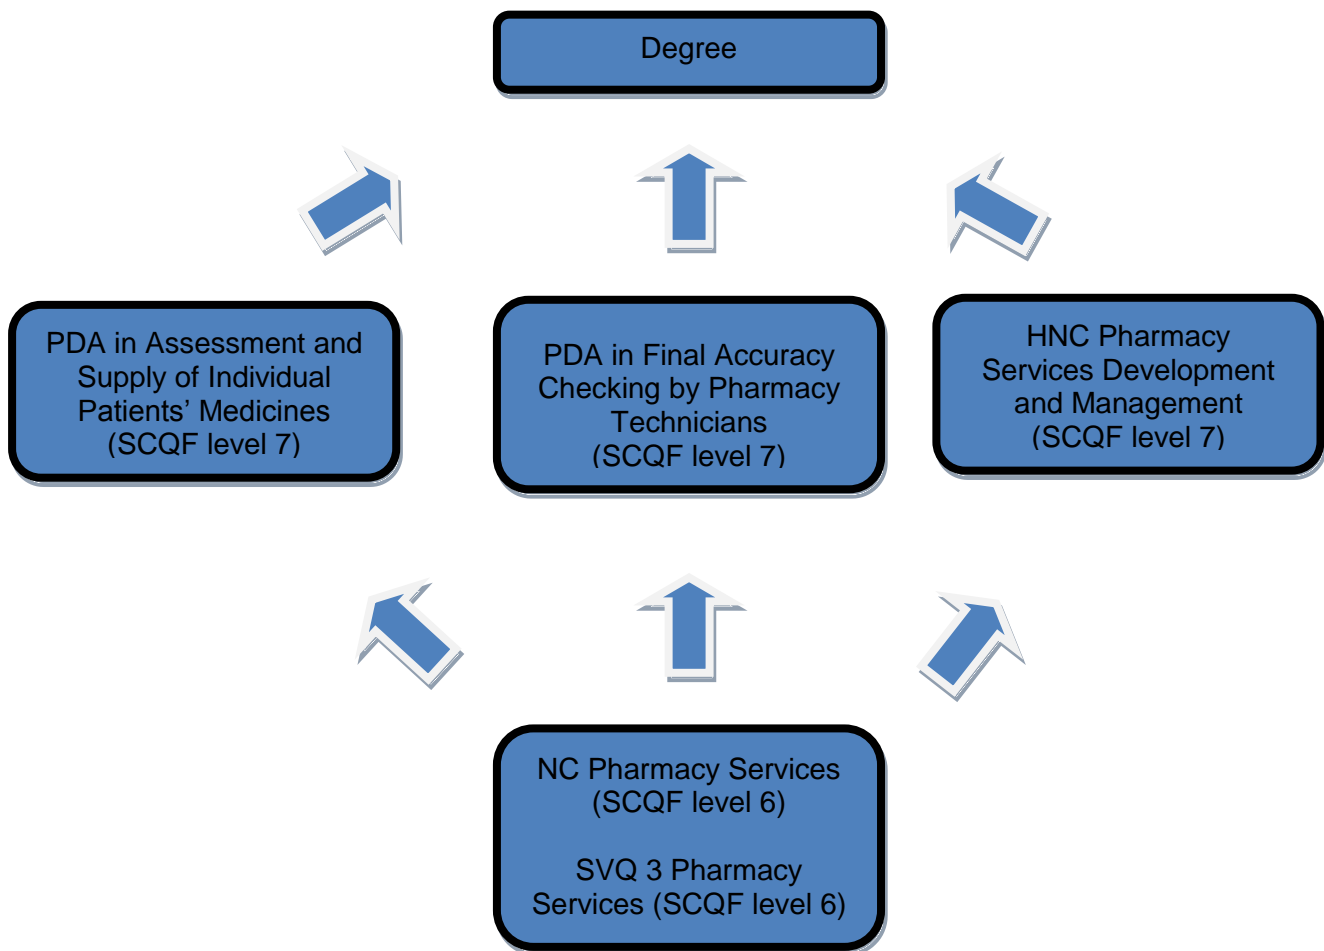 Degree
PDA in Assessment and
Supply of Individual
Patients’ Medicines
(SCQF level 7)
PDA in Final Accuracy
Checking by Pharmacy
Technicians
(SCQF level 7)
HNC Pharmacy
Services Development
and Management
(SCQF level 7)
NC Pharmacy Services
(SCQF level 6)
SVQ 3 Pharmacy
Services (SCQF level 6)